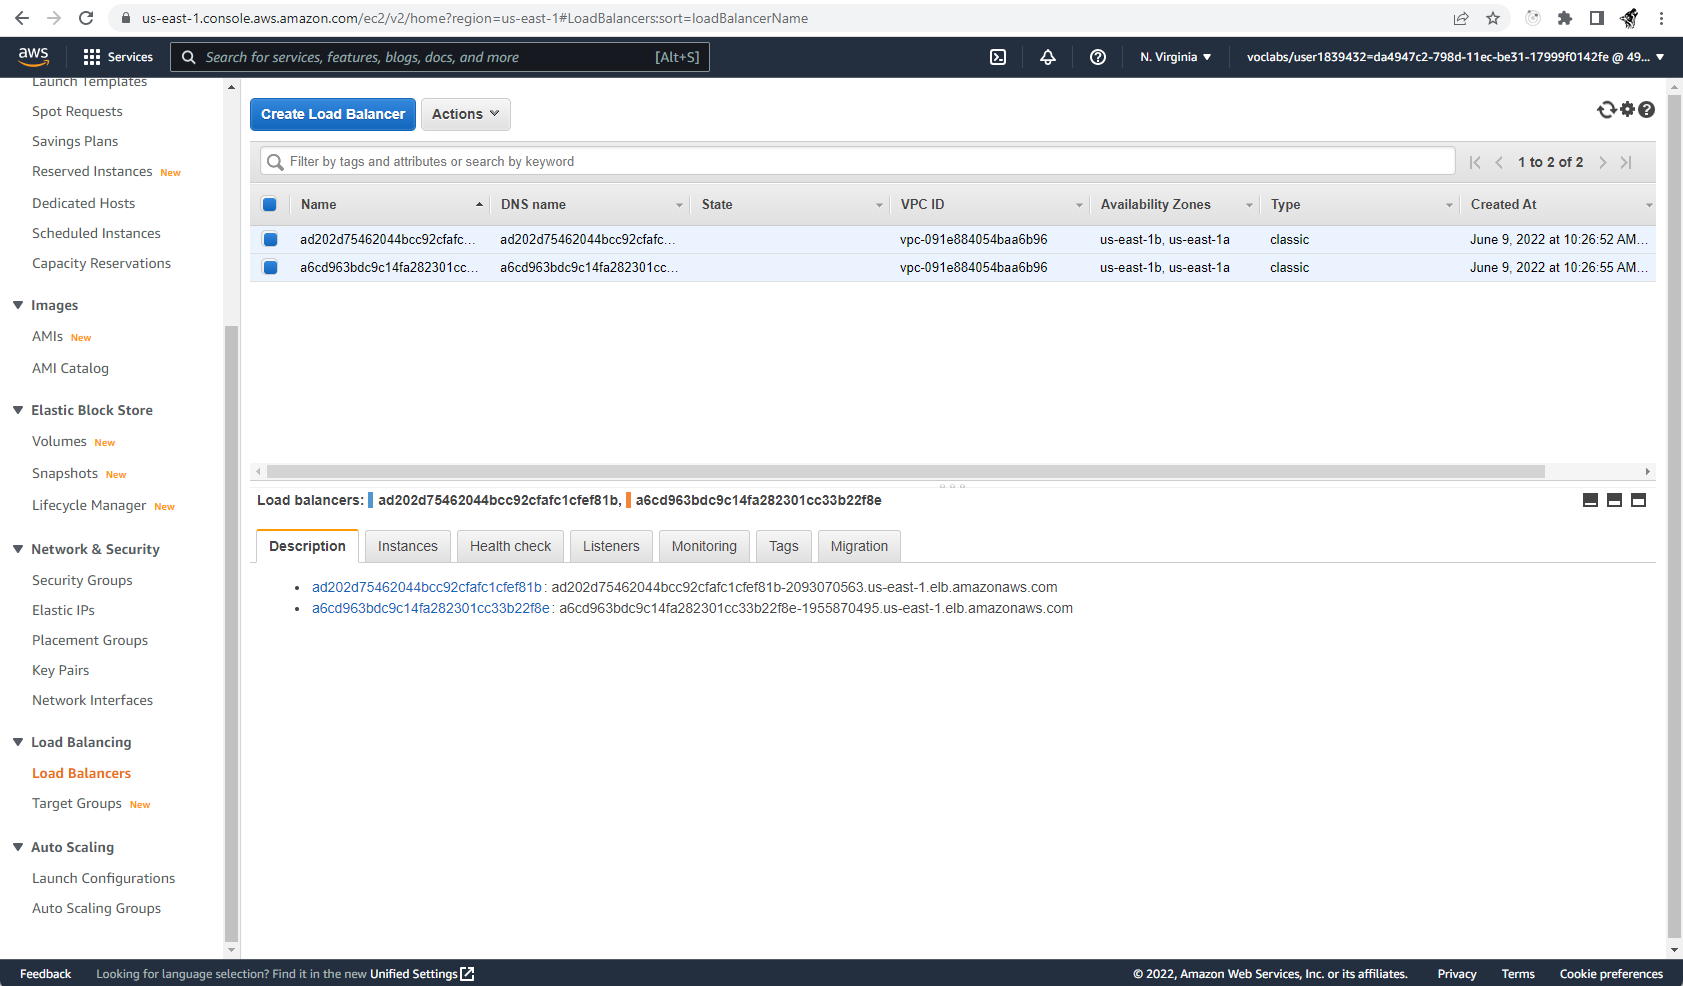 us-east-1.console.aws.amazon.com/ec2/v2/home?region=us-east-1#LoadBalancers:sort=loadBalancerName
aws Services Search for services, features, blogs, docs, and more [Alt+S] N. Virginia voclabs/user1839432=da4947c2-798d-11ec-be31-17999f0142fe @ 49...
Launch Templates
Spot Requests
Savings Plans
Reserved Instances New
Dedicated Hosts
Scheduled Instances
Capacity Reservations
Images
AMIs New
AMI Catalog
Elastic Block Store
Volumes New
Snapshots New
Lifecycle Manager New
Network & Security
Security Groups
Elastic IPs
Placement Groups
Key Pairs
Network Interfaces
Load Balancing
Load Balancers
Target Groups New
Auto Scaling
Launch Configurations
Auto Scaling Groups
Create Load Balancer Actions
Filter by tags and attributes or search by keyword 1 to 2 of 2
Name DNS name State VPC ID Availability Zones Type Created At
ad202d75462044bcc92cfafc... ad202d75462044bcc92cfafc... vpc-091e884054baa6b96 us-east-1b, us-east-1a classic June 9, 2022 at 10:26:52 AM...
a6cd963bdc9c14fa282301cc... a6cd963bdc9c14fa282301cc... vpc-091e884054baa6b96 us-east-1b, us-east-1a classic June 9, 2022 at 10:26:55 AM...
Load balancers: ad202d75462044bcc92cfafc1cfef81b, a6cd963bdc9c14fa282301cc33b22f8e
Description Instances Health check Listeners Monitoring Tags Migration
• ad202d75462044bcc92cfafc1cfef81b: ad202d75462044bcc92cfafc1cfef81b-2093070563.us-east-1.elb.amazonaws.com
• a6cd963bdc9c14fa282301cc33b22f8e: a6cd963bdc9c14fa282301cc33b22f8e-1955870495.us-east-1.elb.amazonaws.com
Feedback Looking for language selection? Find it in the new Unified Settings © 2022, Amazon Web Services, Inc. or its affiliates. Privacy Terms Cookie preferences